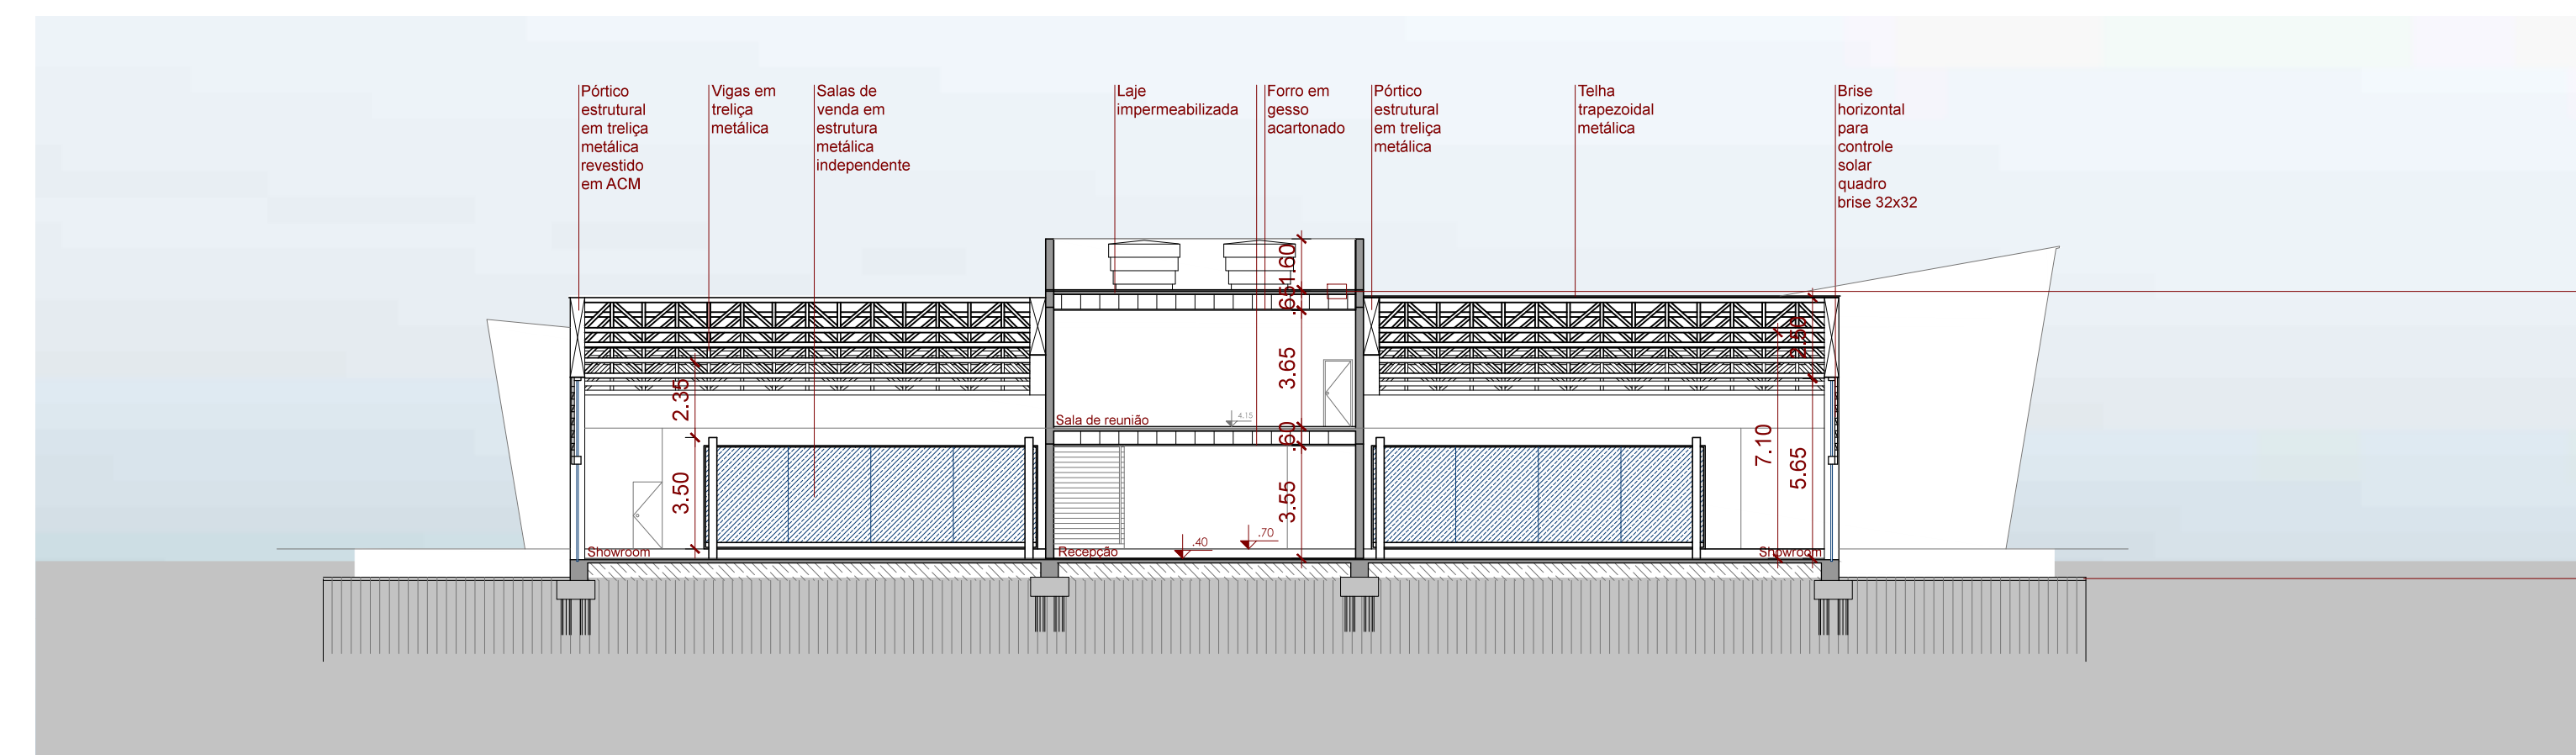 Pórtico
estrutural
em treliça
metálica
revestido
em ACM
Vigas em
treliça
metálica
Salas de
venda em
estrutura
metálica
independente
Laje
impermeabilizada
Forro em
gesso
acartonado
Pórtico
estrutural
em treliça
metálica
Telha
trapezoidal
metálica
Brise
horizontal
para
controle
solar
quadro
brise 32x32
1.60
.65
3.65
.60
3.55
2.35
3.50
2.50
7.10
5.65
Sala de reunião
4.15
.40
.70
Showroom
Recepção
Showroom